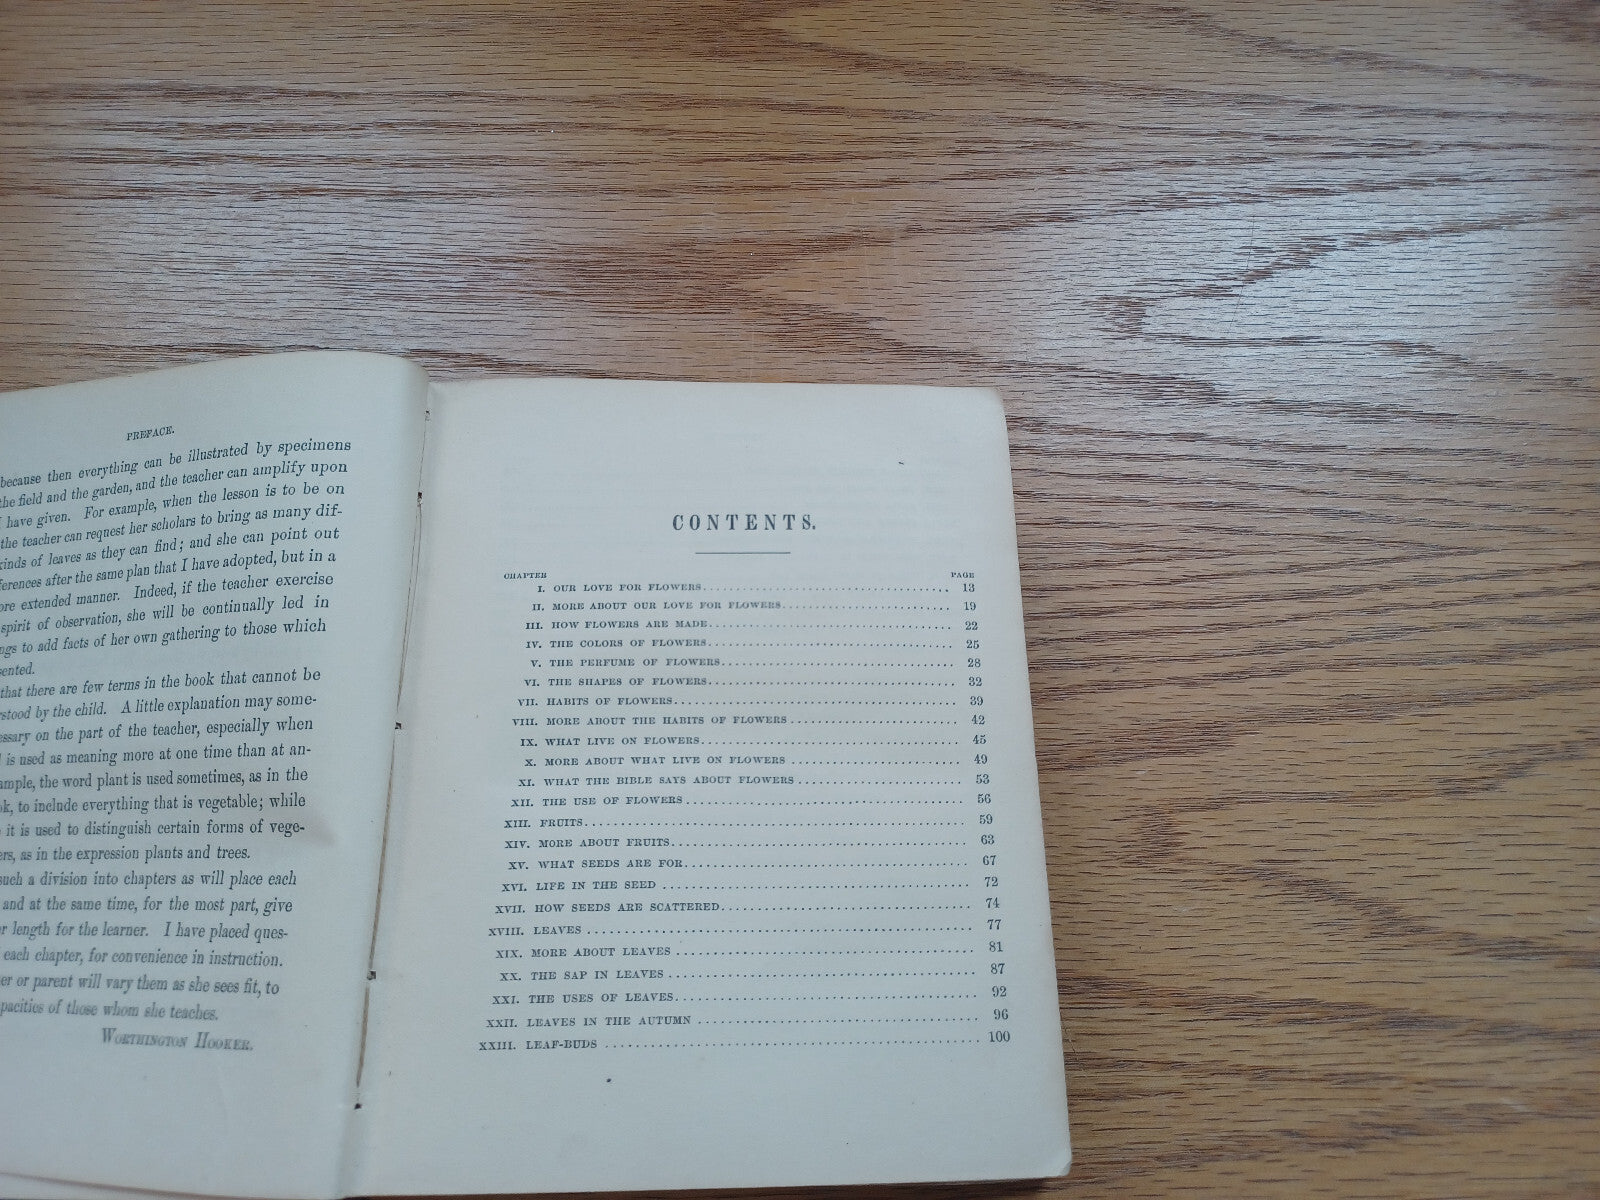 PREFACE.
because then everything can be illustrated by specimens
the field and the garden, and the teacher can amplify upon
I have given. For example, when the lesson is to be on
the teacher can request her scholars to bring as many dif-
kinds of leaves as they can find; and she can point out
ferences after the same plan that I have adopted, but in a
ore extended manner. Indeed, if the teacher exercise
spirit of observation, she will be continually led in
ngs to add facts of her own gathering to those which
sented.
that there are few terms in the book that cannot be
rstood by the child. A little explanation may some-
essary on the part of the teacher, especially when
is used as meaning more at one time than at an-
ample, the word plant is used sometimes, as in the
ok, to include everything that is vegetable; while
it is used to distinguish certain forms of vege-
ers, as in the expression plants and trees.
such a division into chapters as will place each
and at the same time, for the most part, give
r length for the learner. I have placed ques-
each chapter, for convenience in instruction.
er or parent will vary them as she sees fit, to
pacities of those whom she teaches.
WORTHINGTON HOOKER.
CONTENTS.
CHAPTER PAGE
I. OUR LOVE FOR FLOWERS 13
II. MORE ABOUT OUR LOVE FOR FLOWERS 19
III. HOW FLOWERS ARE MADE 22
IV. THE COLORS OF FLOWERS 25
V. THE PERFUME OF FLOWERS 28
VI. THE SHAPES OF FLOWERS 32
VII. HABITS OF FLOWERS 39
VIII. MORE ABOUT THE HABITS OF FLOWERS 42
IX. WHAT LIVE ON FLOWERS 45
X. MORE ABOUT WHAT LIVE ON FLOWERS 49
XI. WHAT THE BIBLE SAYS ABOUT FLOWERS 53
XII. THE USE OF FLOWERS 56
XIII. FRUITS 59
XIV. MORE ABOUT FRUITS 63
XV. WHAT SEEDS ARE FOR 67
XVI. LIFE IN THE SEED 72
XVII. HOW SEEDS ARE SCATTERED 74
XVIII. LEAVES 77
XIX. MORE ABOUT LEAVES 81
XX. THE SAP IN LEAVES 87
XXI. THE USES OF LEAVES 92
XXII. LEAVES IN THE AUTUMN 96
XXIII. LEAF-BUDS 100